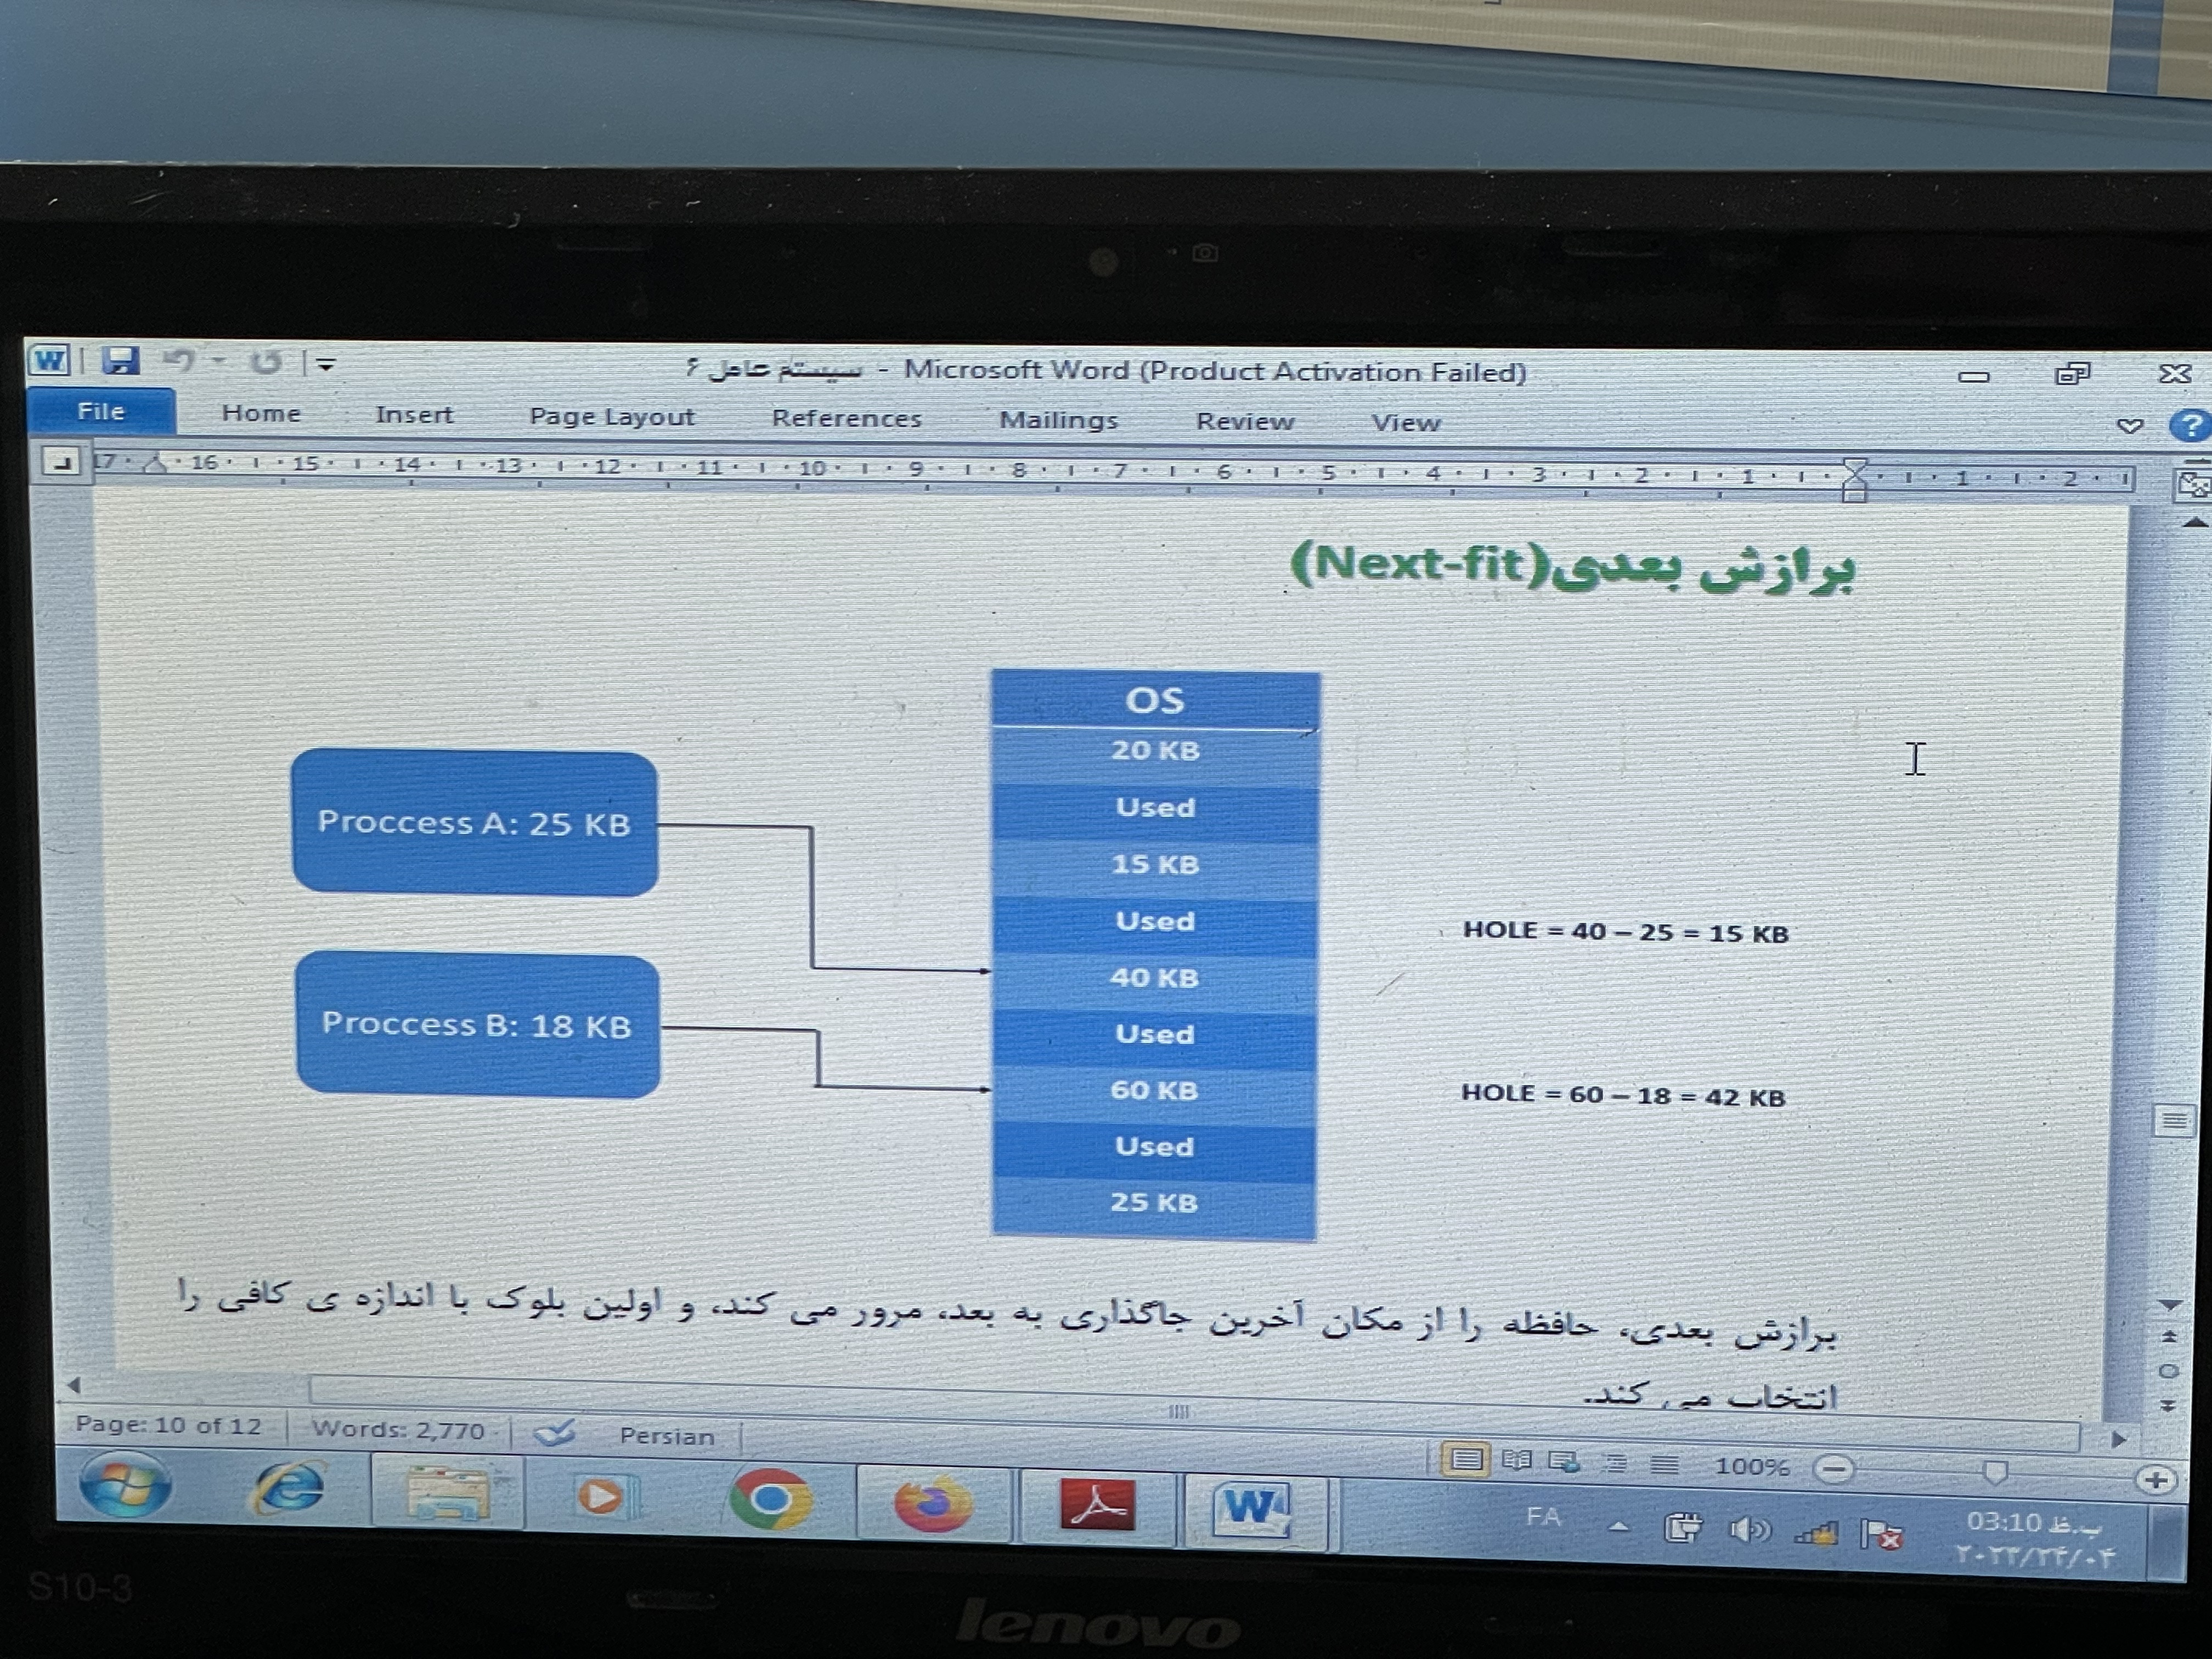 سیستم عامل ۶ - Microsoft Word (Product Activation Failed)
File Home Insert Page Layout References Mailings Review View
17 16 15 14 13 12 11 10 9 8 7 6 5 4 3 2 1 1 2
برازش بعدی(Next-fit)
OS
20 KB
Proccess A: 25 KB
Used
15 KB
Used
HOLE = 40 – 25 = 15 KB
40 KB
Proccess B: 18 KB
Used
60 KB
HOLE = 60 – 18 = 42 KB
Used
25 KB
برازش بعدی، حافظه را از مکان آخرین جاگذاری به بعد، مرور می کند، و اولین بلوک با اندازه ی کافی را
انتخاب می کند.
Page: 10 of 12 Words: 2,770 Persian
100%
FA
03:10 ب.ظ
۲۰۲۳/۲۴/۰۴
S10-3
lenovo